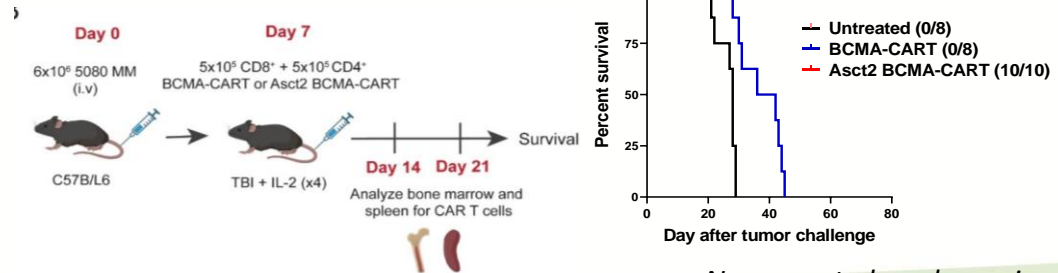 Day 0
6x10⁶ 5080 MM
(i.v)
C57B/L6
Day 7
5x10⁵ CD8⁺ + 5x10⁵ CD4⁺
BCMA-CART or Asct2 BCMA-CART
TBI + IL-2 (x4)
Day 14 Day 21
Survival
Analyze bone marrow and
spleen for CAR T cells
Percent survival
75
50
25
0
0 20 40 60 80
Day after tumor challenge
Untreated (0/8)
BCMA-CART (0/8)
Asct2 BCMA-CART (10/10)